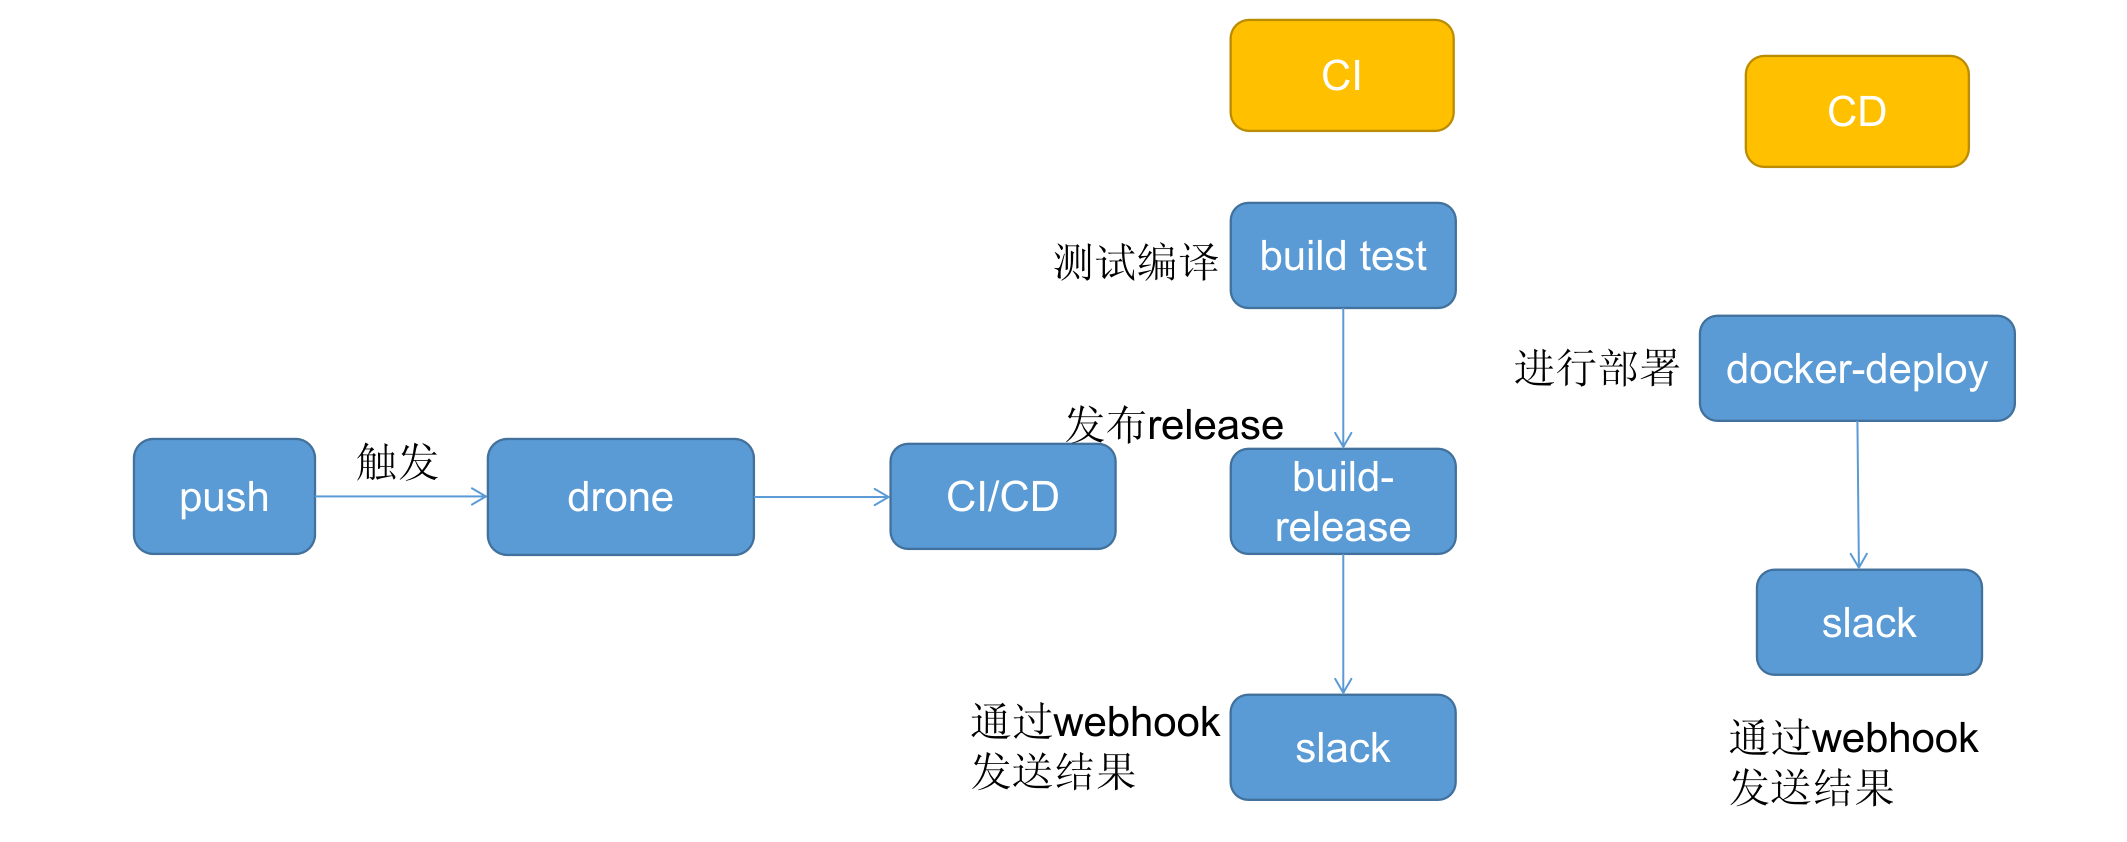 CI
CD
测试编译
build test
进行部署
docker-deploy
发布release
push
触发
drone
CI/CD
build-
release
slack
通过webhook
发送结果
slack
通过webhook
发送结果